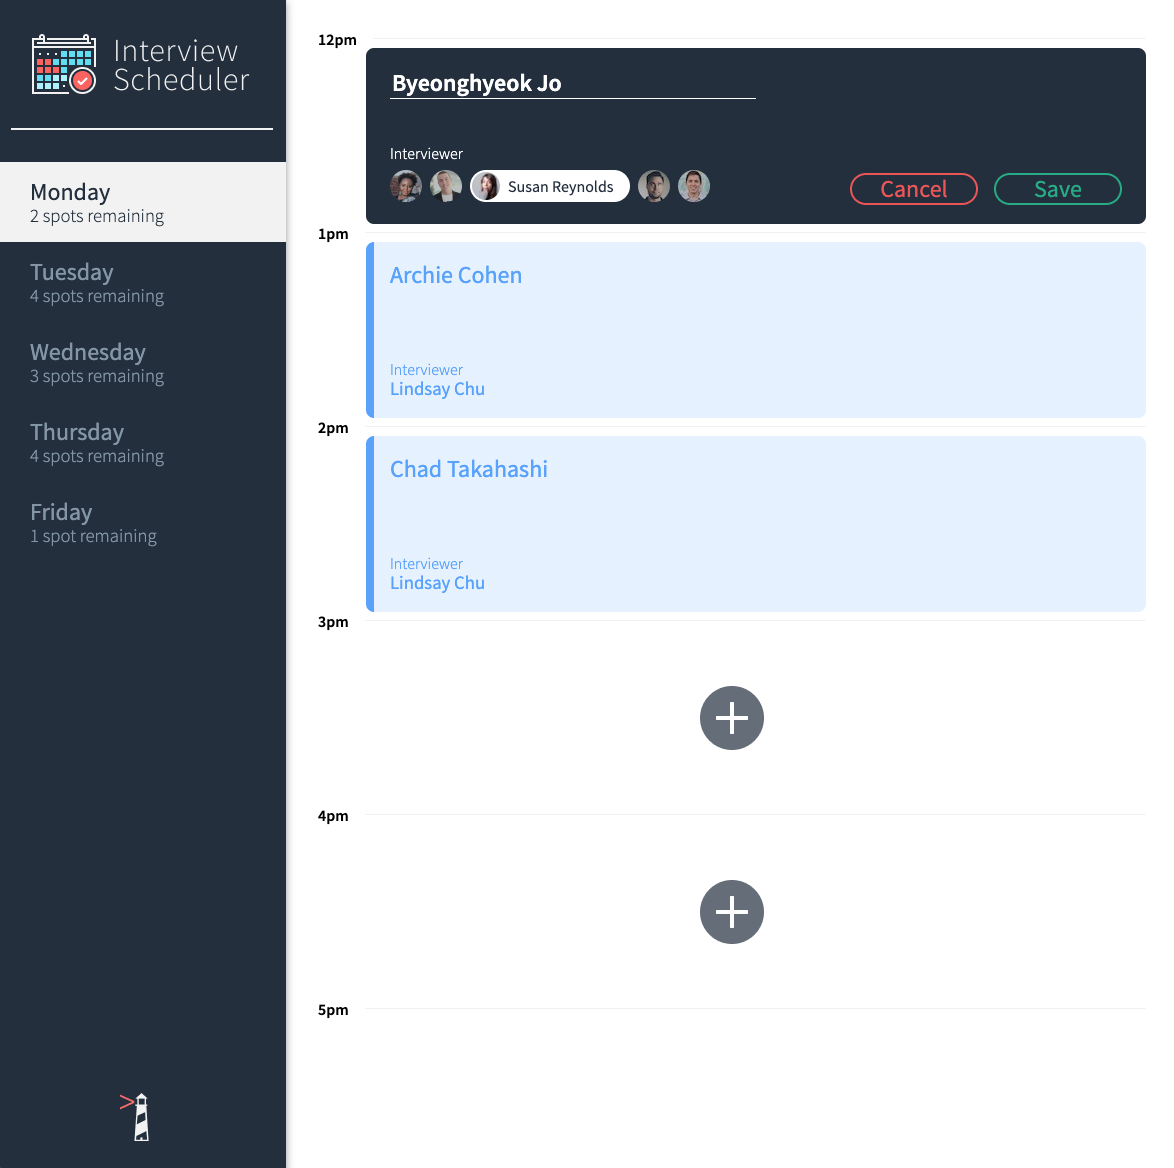 Interview
Scheduler
Monday
2 spots remaining
Tuesday
4 spots remaining
Wednesday
3 spots remaining
Thursday
4 spots remaining
Friday
1 spot remaining
12pm
Byeonghyeok Jo
Interviewer
Susan Reynolds
Cancel
Save
1pm
Archie Cohen
Interviewer
Lindsay Chu
2pm
Chad Takahashi
Interviewer
Lindsay Chu
3pm
4pm
5pm